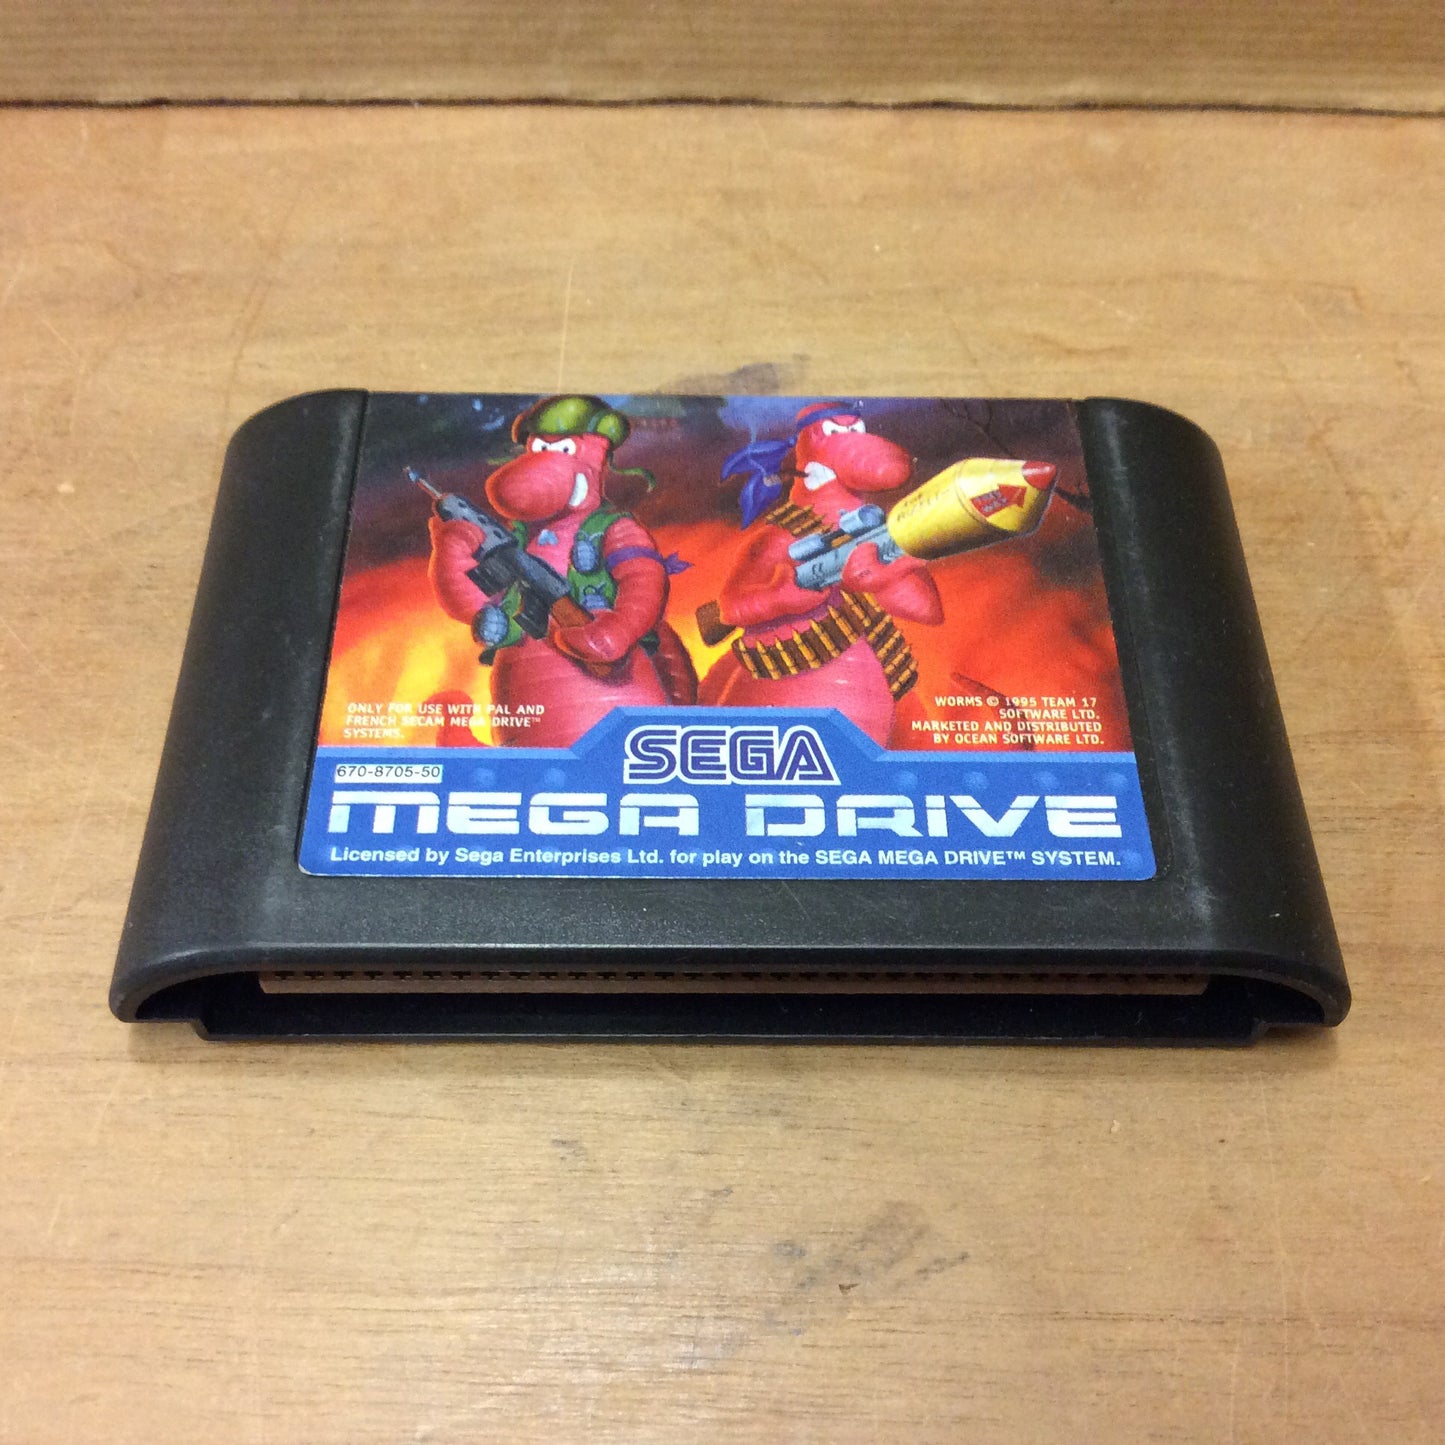 ONLY FOR USE WITH PAL AND
FRENCH SECAM MEGA DRIVE™
SYSTEMS.
WORMS © 1995 TEAM 17
SOFTWARE LTD.
MARKETED AND DISTRIBUTED
BY OCEAN SOFTWARE LTD.
SEGA
670-8705-50
MEGA DRIVE
Licensed by Sega Enterprises Ltd. for play on the SEGA MEGA DRIVE™ SYSTEM.